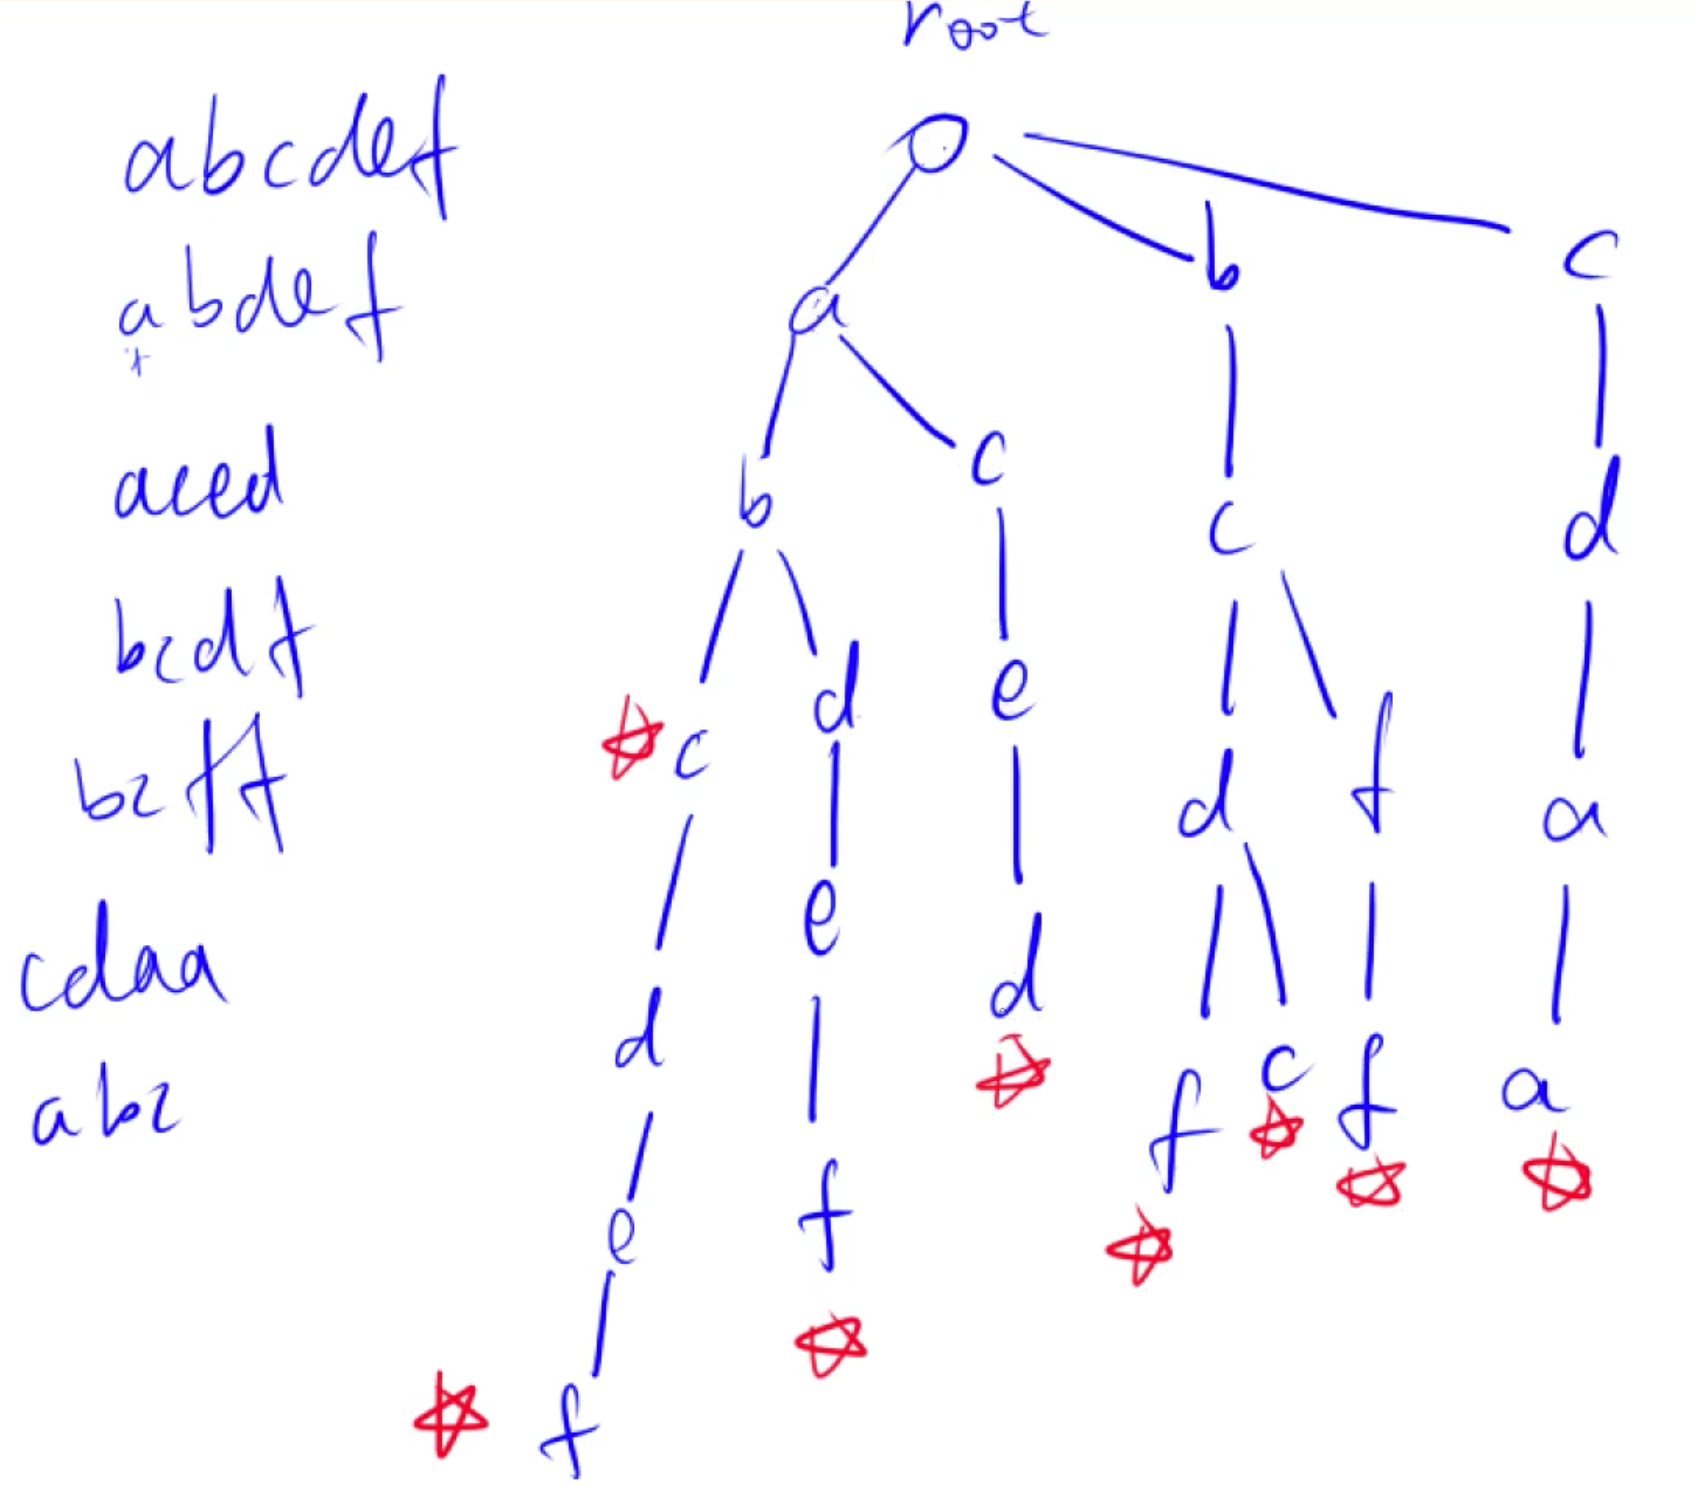 root
abcdef
abdef
aced
bcdf
bcff
cdaa
abc
a b c
b c c d
c d e d f a
d e d f c f a
e f
f